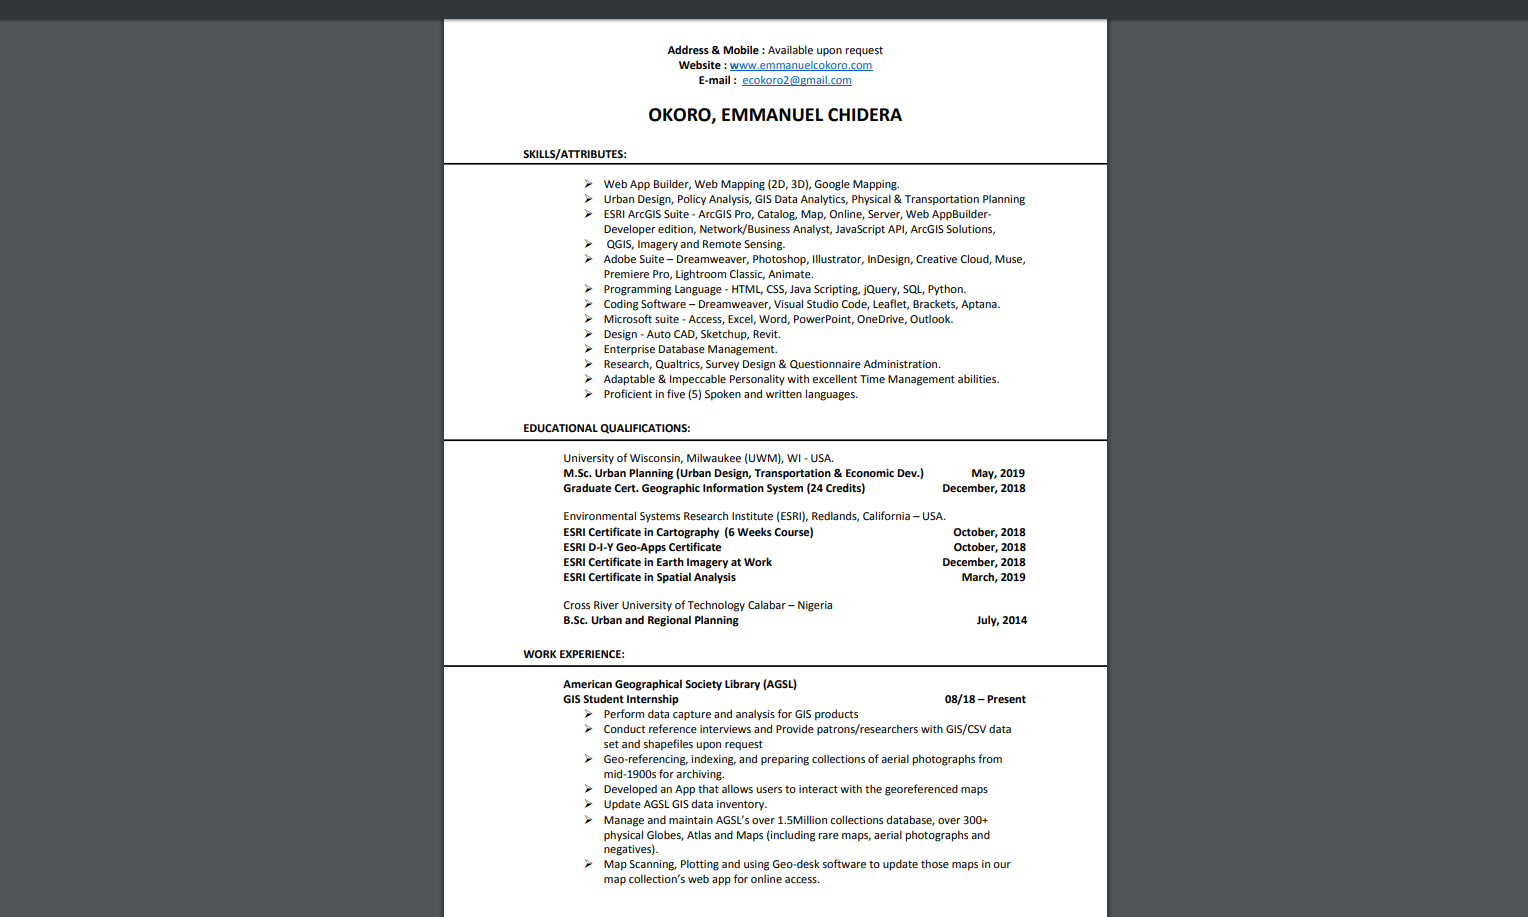 Address & Mobile : Available upon request
Website : www.emmanuelcokoro.com
E-mail : ecokoro2@gmail.com
OKORO, EMMANUEL CHIDERA
SKILLS/ATTRIBUTES:
➢ Web App Builder, Web Mapping (2D, 3D), Google Mapping.
➢ Urban Design, Policy Analysis, GIS Data Analytics, Physical & Transportation Planning
➢ ESRI ArcGIS Suite - ArcGIS Pro, Catalog, Map, Online, Server, Web AppBuilder-
Developer edition, Network/Business Analyst, JavaScript API, ArcGIS Solutions,
➢ QGIS, Imagery and Remote Sensing.
➢ Adobe Suite – Dreamweaver, Photoshop, Illustrator, InDesign, Creative Cloud, Muse,
Premiere Pro, Lightroom Classic, Animate.
➢ Programming Language - HTML, CSS, Java Scripting, jQuery, SQL, Python.
➢ Coding Software – Dreamweaver, Visual Studio Code, Leaflet, Brackets, Aptana.
➢ Microsoft suite - Access, Excel, Word, PowerPoint, OneDrive, Outlook.
➢ Design - Auto CAD, Sketchup, Revit.
➢ Enterprise Database Management.
➢ Research, Qualtrics, Survey Design & Questionnaire Administration.
➢ Adaptable & Impeccable Personality with excellent Time Management abilities.
➢ Proficient in five (5) Spoken and written languages.
EDUCATIONAL QUALIFICATIONS:
University of Wisconsin, Milwaukee (UWM), WI - USA.
M.Sc. Urban Planning (Urban Design, Transportation & Economic Dev.) May, 2019
Graduate Cert. Geographic Information System (24 Credits) December, 2018
Environmental Systems Research Institute (ESRI), Redlands, California – USA.
ESRI Certificate in Cartography (6 Weeks Course) October, 2018
ESRI D-I-Y Geo-Apps Certificate October, 2018
ESRI Certificate in Earth Imagery at Work December, 2018
ESRI Certificate in Spatial Analysis March, 2019
Cross River University of Technology Calabar – Nigeria
B.Sc. Urban and Regional Planning July, 2014
WORK EXPERIENCE:
American Geographical Society Library (AGSL)
GIS Student Internship 08/18 – Present
➢ Perform data capture and analysis for GIS products
➢ Conduct reference interviews and Provide patrons/researchers with GIS/CSV data
set and shapefiles upon request
➢ Geo-referencing, indexing, and preparing collections of aerial photographs from
mid-1900s for archiving.
➢ Developed an App that allows users to interact with the georeferenced maps
➢ Update AGSL GIS data inventory.
➢ Manage and maintain AGSL’s over 1.5Million collections database, over 300+
physical Globes, Atlas and Maps (including rare maps, aerial photographs and
negatives).
➢ Map Scanning, Plotting and using Geo-desk software to update those maps in our
map collection’s web app for online access.